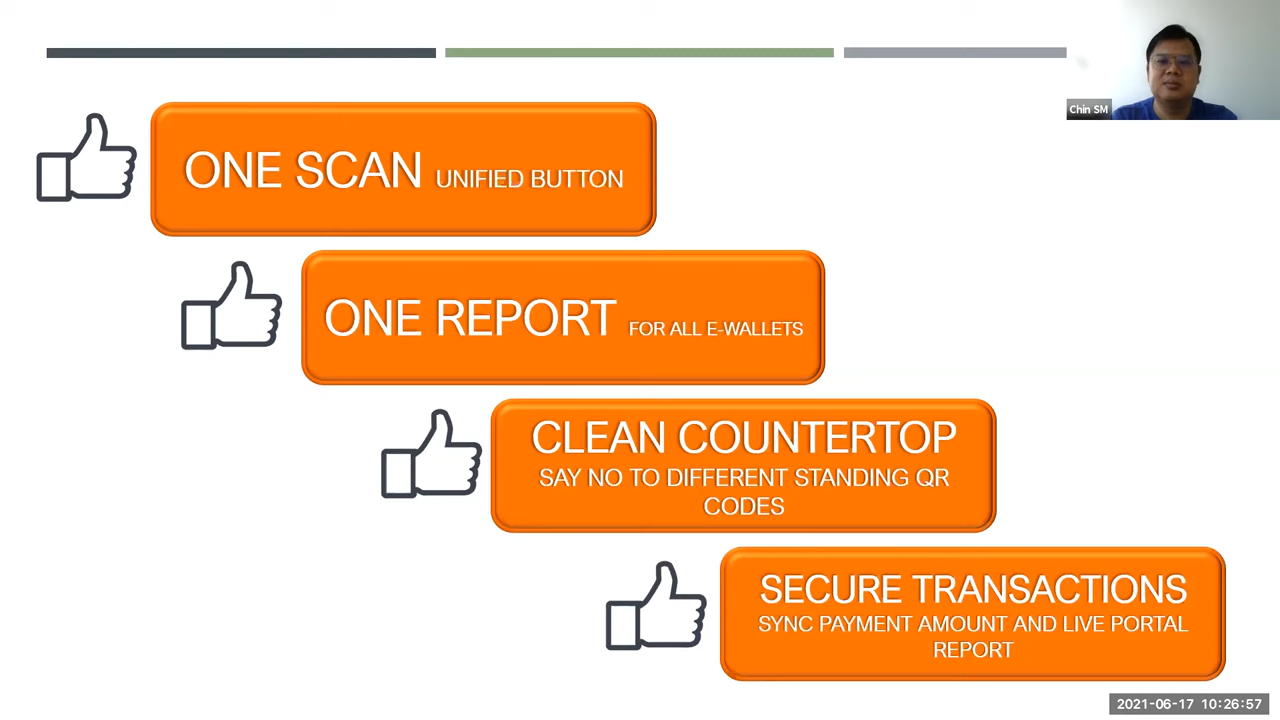 Chin SM
ONE SCAN UNIFIED BUTTON
ONE REPORT FOR ALL E-WALLETS
CLEAN COUNTERTOP
SAY NO TO DIFFERENT STANDING QR
CODES
SECURE TRANSACTIONS
SYNC PAYMENT AMOUNT AND LIVE PORTAL
REPORT
2021-06-17 10:26:57